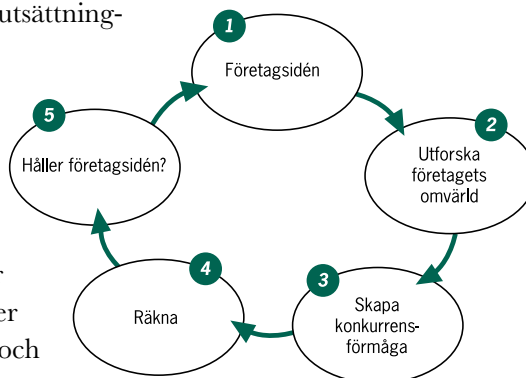 utsättning-
1
Företagsidén
2
Utforska
företagets
omvärld
3
Skapa
konkurrens-
förmåga
4
Räkna
5
Håller företagsidén?
r
er
och